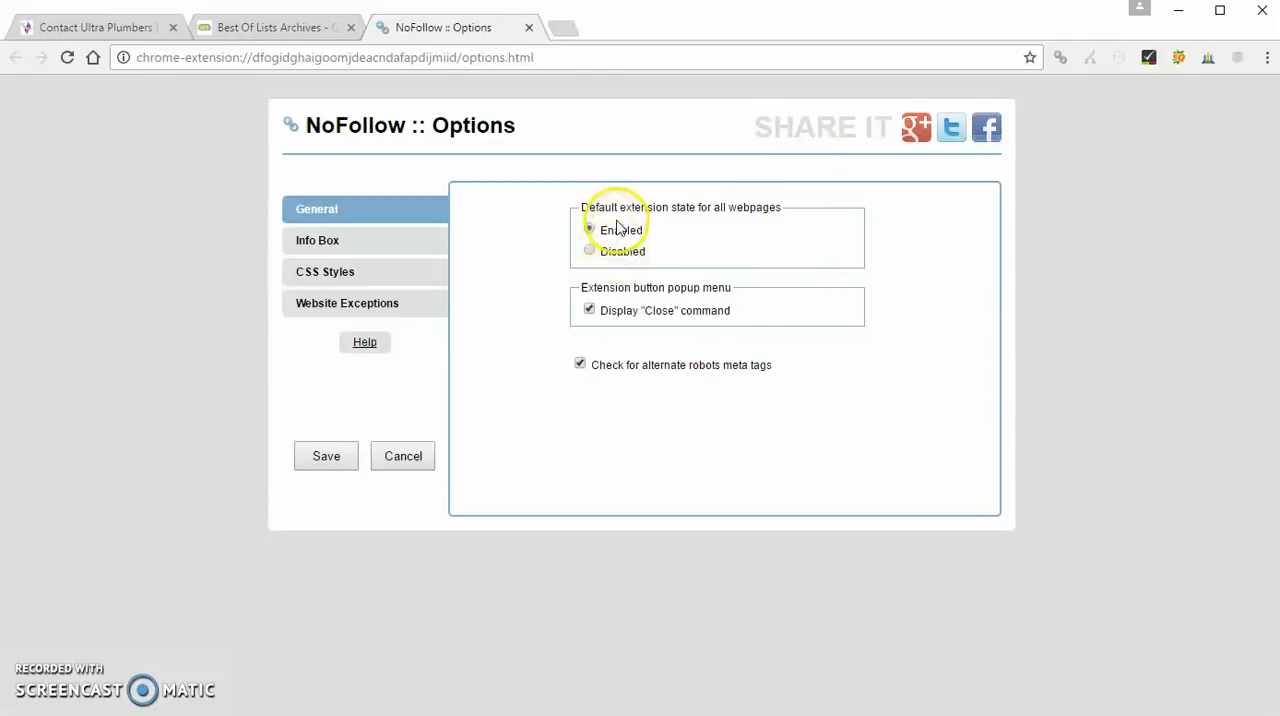 Contact Ultra Plumbers |
Best Of Lists Archives -
NoFollow :: Options
chrome-extension://dfogidghaigoomjdeacndafapdijmiid/options.html
NoFollow :: Options
SHARE IT
g+
General
Info Box
CSS Styles
Website Exceptions
Help
Save
Cancel
Default extension state for all webpages
Enabled
Disabled
Extension button popup menu
Display "Close" command
Check for alternate robots meta tags
RECORDED WITH
SCREENCAST MATIC